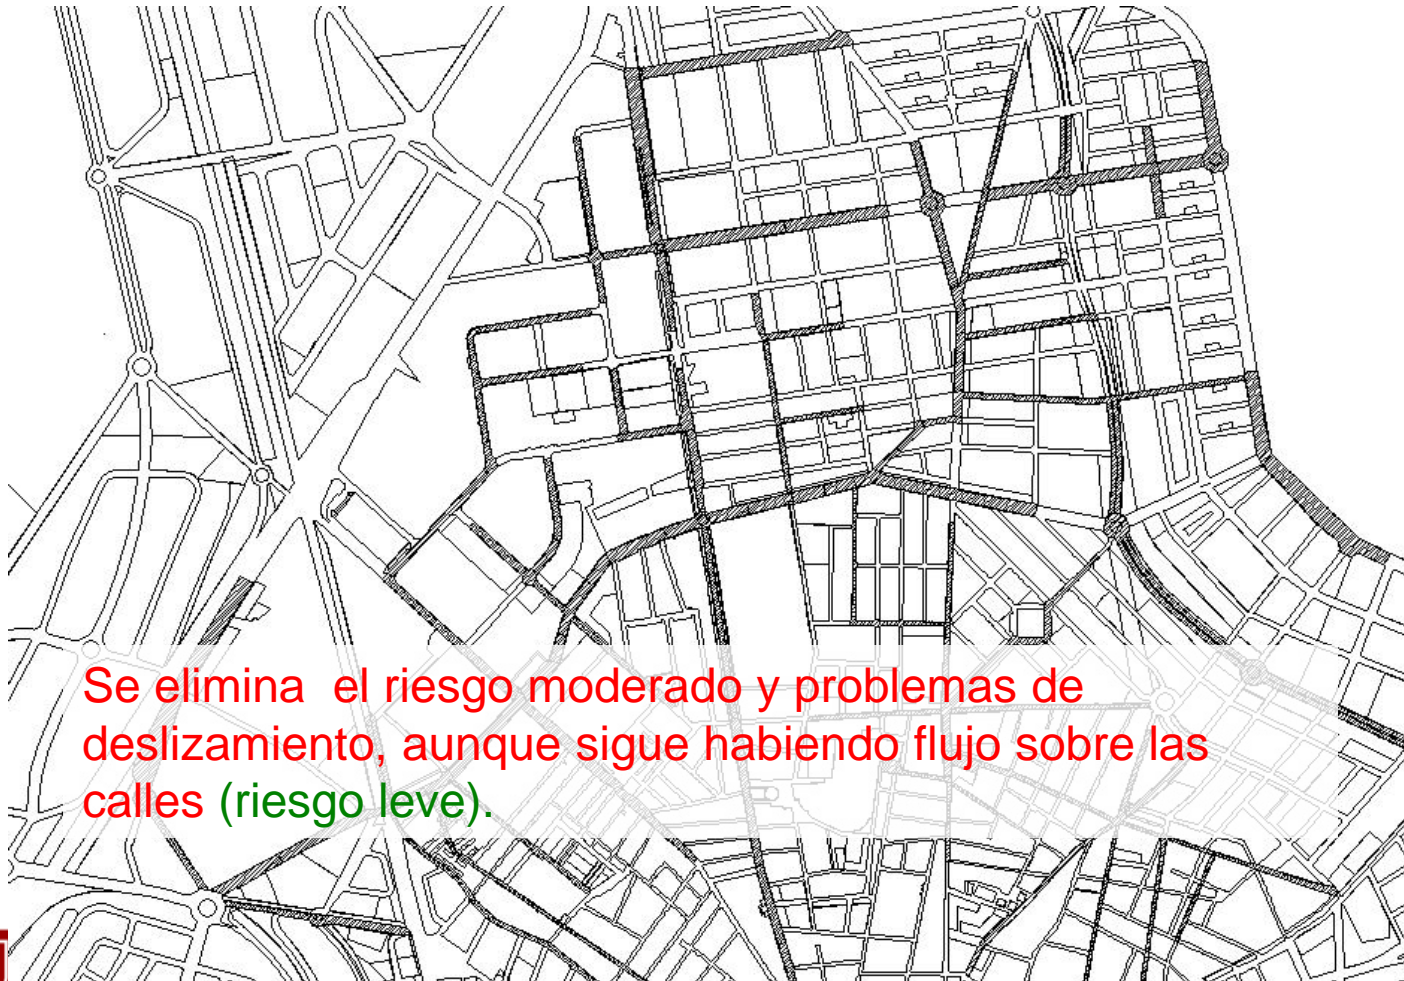 Se elimina  el riesgo moderado y problemas de
deslizamiento, aunque sigue habiendo flujo sobre las
calles (riesgo leve).